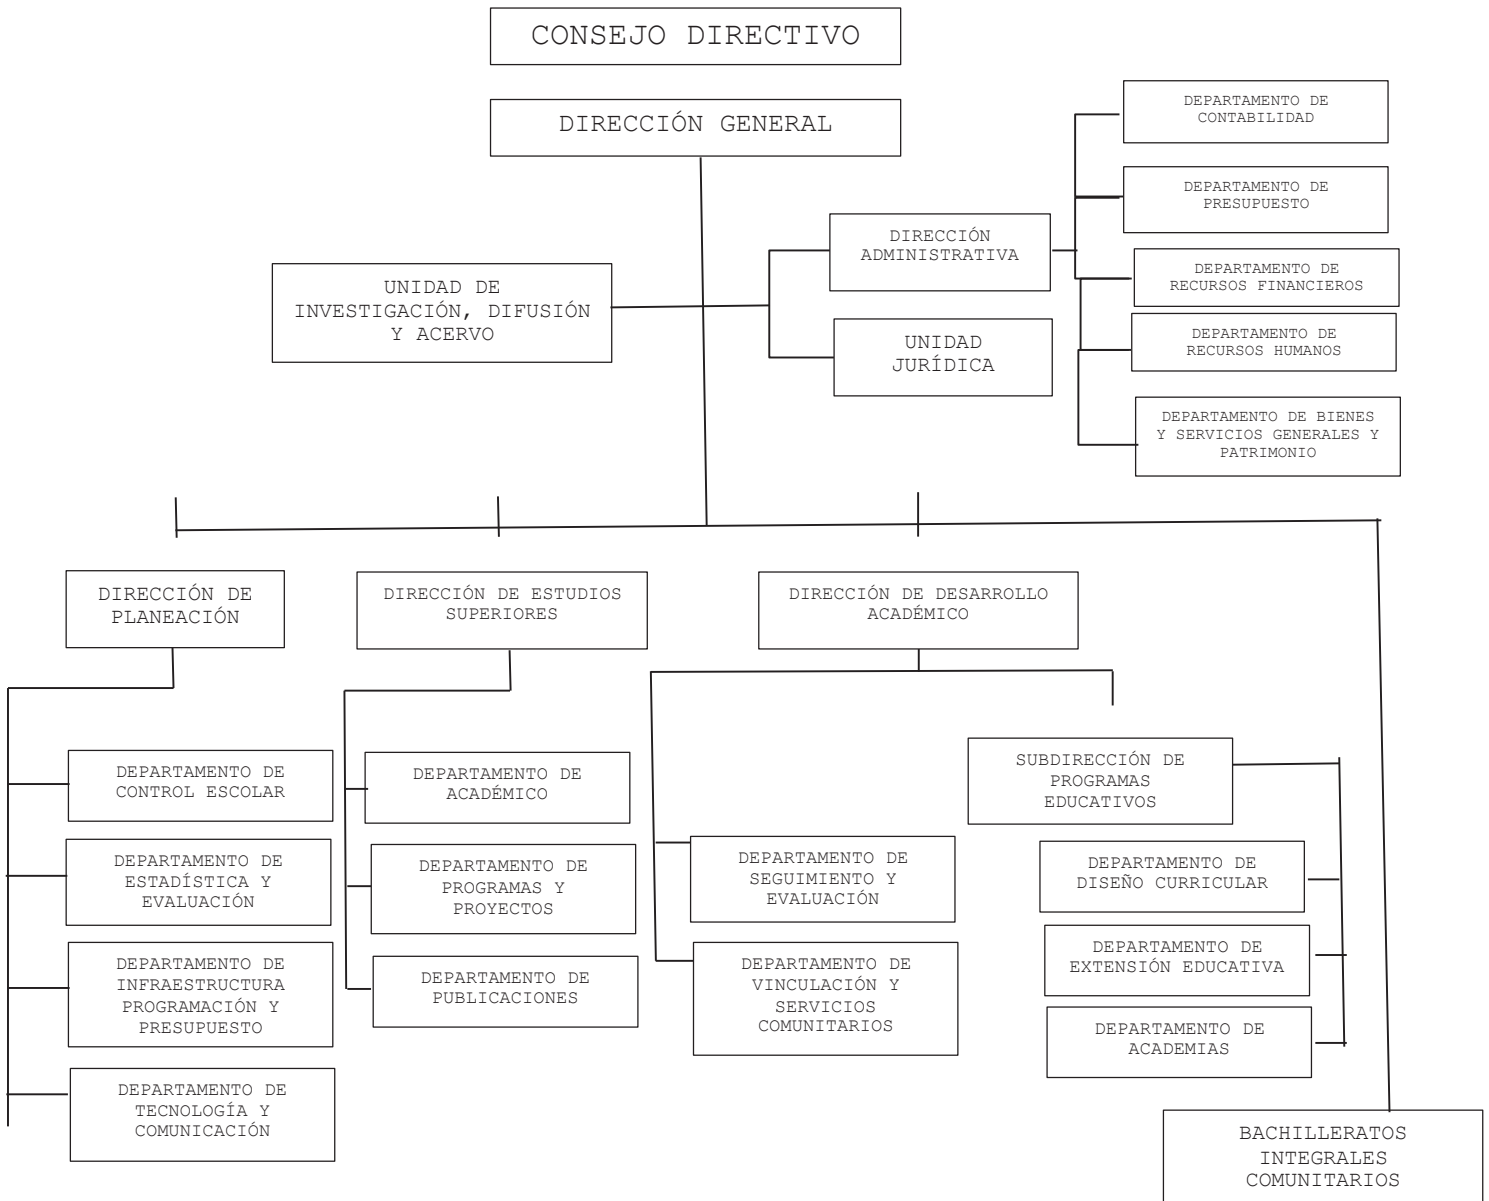 CONSEJO DIRECTIVO
DIRECCIÓN GENERAL
DEPARTAMENTO DE
CONTABILIDAD
DEPARTAMENTO DE
PRESUPUESTO
DIRECCIÓN
ADMINISTRATIVA
DEPARTAMENTO DE
RECURSOS FINANCIEROS
UNIDAD DE
INVESTIGACIÓN, DIFUSIÓN
Y ACERVO
UNIDAD
JURÍDICA
DEPARTAMENTO DE
RECURSOS HUMANOS
DEPARTAMENTO DE BIENES
Y SERVICIOS GENERALES Y
PATRIMONIO
DIRECCIÓN DE
PLANEACIÓN
DIRECCIÓN DE ESTUDIOS
SUPERIORES
DIRECCIÓN DE DESARROLLO
ACADÉMICO
DEPARTAMENTO DE
CONTROL ESCOLAR
DEPARTAMENTO DE
ESTADÍSTICA Y
EVALUACIÓN
DEPARTAMENTO DE
INFRAESTRUCTURA
PROGRAMACIÓN Y
PRESUPUESTO
DEPARTAMENTO DE
TECNOLOGÍA Y
COMUNICACIÓN
DEPARTAMENTO DE
ACADÉMICO
DEPARTAMENTO DE
PROGRAMAS Y
PROYECTOS
DEPARTAMENTO DE
PUBLICACIONES
DEPARTAMENTO DE
SEGUIMIENTO Y
EVALUACIÓN
DEPARTAMENTO DE
VINCULACIÓN Y
SERVICIOS
COMUNITARIOS
SUBDIRECCIÓN DE
PROGRAMAS
EDUCATIVOS
DEPARTAMENTO DE
DISEÑO CURRICULAR
DEPARTAMENTO DE
EXTENSIÓN EDUCATIVA
DEPARTAMENTO DE
ACADEMIAS
BACHILLERATOS
INTEGRALES
COMUNITARIOS